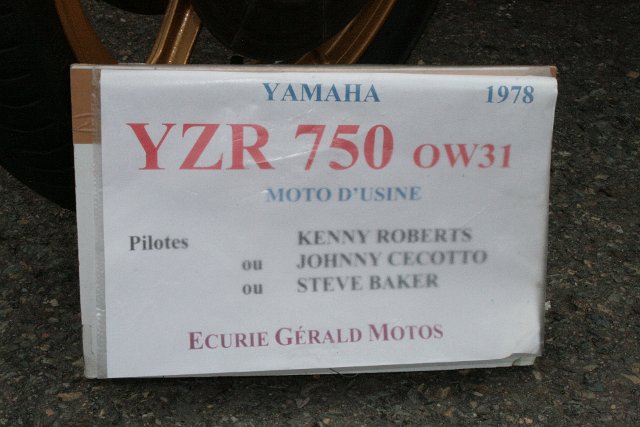 YAMAHA 1978
YZR 750 OW31
MOTO D'USINE
Pilotes KENNY ROBERTS
ou JOHNNY CECOTTO
ou STEVE BAKER
ECURIE GÉRALD MOTOS